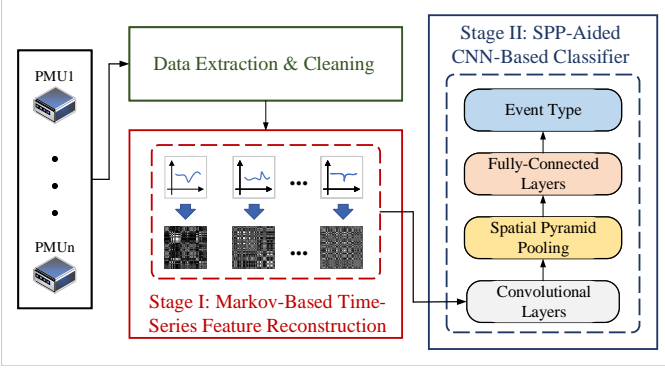 PMU1
PMUn
Data Extraction & Cleaning
Stage I: Markov-Based Time-
Series Feature Reconstruction
Stage II: SPP-Aided
CNN-Based Classifier
Event Type
Fully-Connected
Layers
Spatial Pyramid
Pooling
Convolutional
Layers